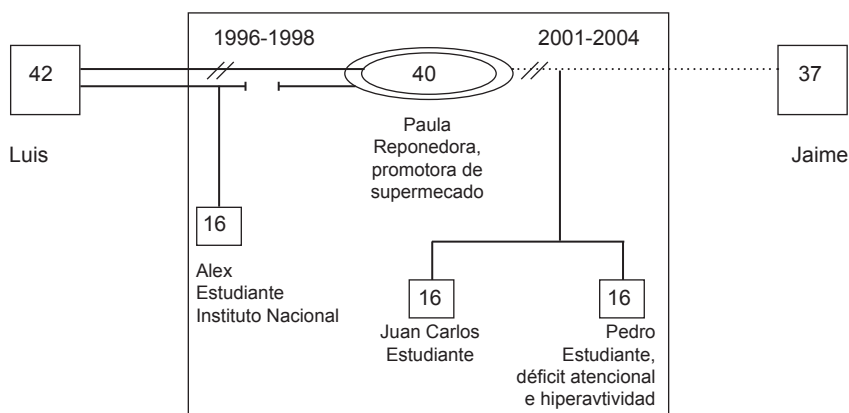 1996-1998
2001-2004
42
40
37
Luis
Paula
Reponedora,
promotora de
supermecado
Jaime
16
Alex
Estudiante
Instituto Nacional
16
Juan Carlos
Estudiante
16
Pedro
Estudiante,
déficit atencional
e hiperavtividad